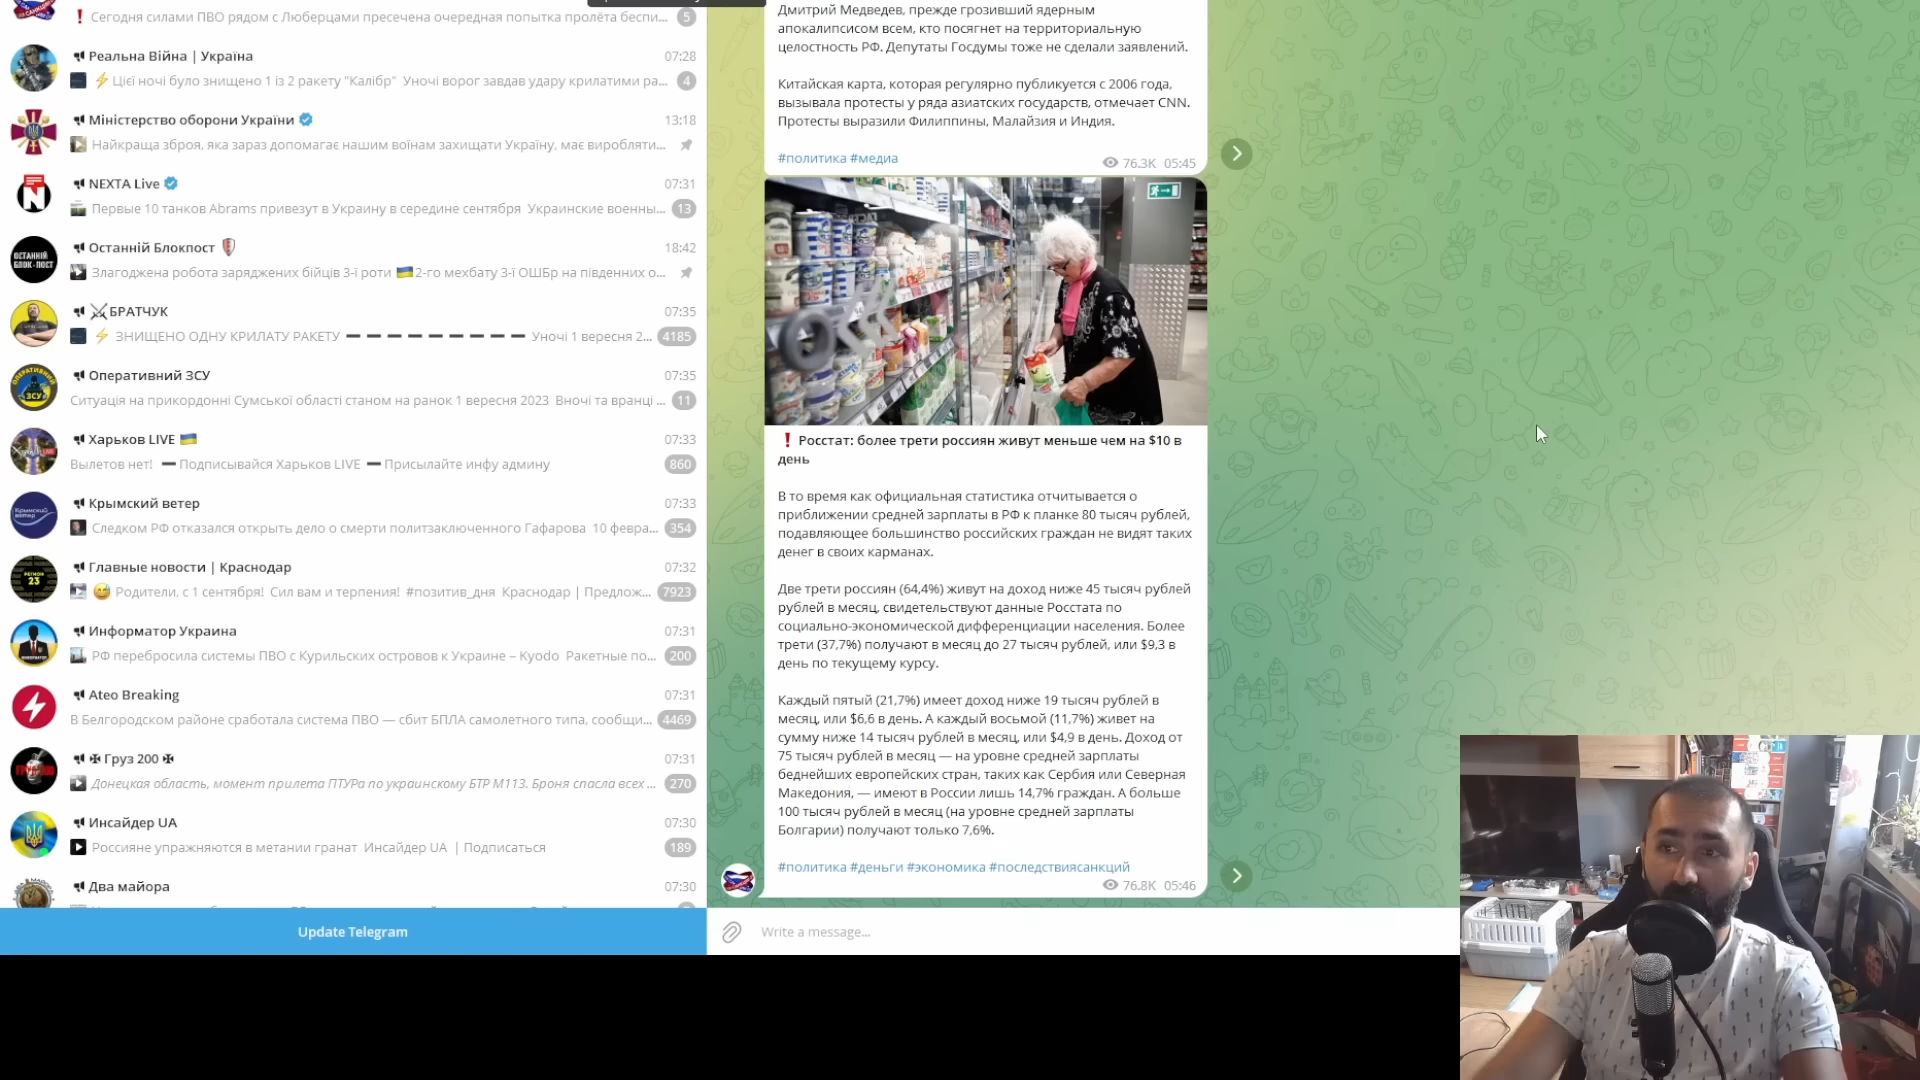 Сегодня силами ПВО рядом с Люберцами пресечена очередная попытка пролёта беспи...
5
Реальна Війна | Україна
07:28
Цієї ночі було знищено 1 із 2 ракету "Калібр" Уночі ворог завдав удару крилатими ра...
4
Міністерство оборони України
13:18
Найкраща зброя, яка зараз допомагає нашим воїнам захищати Україну, має виробляти...
NEXTA Live
07:31
Первые 10 танков Abrams привезут в Украину в середине сентября Украинские военны...
13
Останній Блокпост
18:42
Злагоджена робота заряджених бійців 3-ї роти 2-го мехбату 3-ї ОШБр на південних о...
БРАТЧУК
07:35
ЗНИЩЕНО ОДНУ КРИЛАТУ РАКЕТУ — — — — — — — — — Уночі 1 вересня 2...
4185
Оперативний ЗСУ
07:35
Ситуація на прикордонні Сумської області станом на ранок 1 вересня 2023 Вночі та вранці ...
11
Харьков LIVE
07:33
Вылетов нет! —Подписывайся Харьков LIVE —Присылайте инфу админу
860
Крымский ветер
07:33
Следком РФ отказался открыть дело о смерти политзаключенного Гафарова 10 февра...
354
Главные новости | Краснодар
07:32
Родители, с 1 сентября! Сил вам и терпения! #позитив_дня Краснодар | Предлож...
7923
Информатор Украина
07:31
РФ перебросила системы ПВО с Курильских островов к Украине – Kyodo Ракетные по...
200
Ateo Breaking
07:31
В Белгородском районе сработала система ПВО — сбит БПЛА самолетного типа, сообщи...
4469
✠ Груз 200 ✠
07:31
Донецкая область, момент прилета ПТУРа по украинскому БТР М113. Броня спасла всех ...
270
Инсайдер UA
07:30
Россияне упражняются в метании гранат Инсайдер UA | Подписаться
189
Два майора
07:30
Update Telegram
Дмитрий Медведев, прежде грозивший ядерным
апокалипсисом всем, кто посягнет на территориальную
целостность РФ. Депутаты Госдумы тоже не сделали заявлений.
Китайская карта, которая регулярно публикуется с 2006 года,
вызывала протесты у ряда азиатских государств, отмечает CNN.
Протесты выразили Филиппины, Малайзия и Индия.
#политика #медиа
76.3K 05:45
❗ Росстат: более трети россиян живут меньше чем на $10 в
день
В то время как официальная статистика отчитывается о
приближении средней зарплаты в РФ к планке 80 тысяч рублей,
подавляющее большинство российских граждан не видят таких
денег в своих карманах.
Две трети россиян (64,4%) живут на доход ниже 45 тысяч рублей
рублей в месяц, свидетельствуют данные Росстата по
социально-экономической дифференциации населения. Более
трети (37,7%) получают в месяц до 27 тысяч рублей, или $9,3 в
день по текущему курсу.
Каждый пятый (21,7%) имеет доход ниже 19 тысяч рублей в
месяц, или $6,6 в день. А каждый восьмой (11,7%) живет на
сумму ниже 14 тысяч рублей в месяц, или $4,9 в день. Доход от
75 тысяч рублей в месяц — на уровне средней зарплаты
беднейших европейских стран, таких как Сербия или Северная
Македония, — имеют в России лишь 14,7% граждан. А больше
100 тысяч рублей в месяц (на уровне средней зарплаты
Болгарии) получают только 7,6%.
#политика #деньги #экономика #последствиясанкций
76.8K 05:46
Write a message...